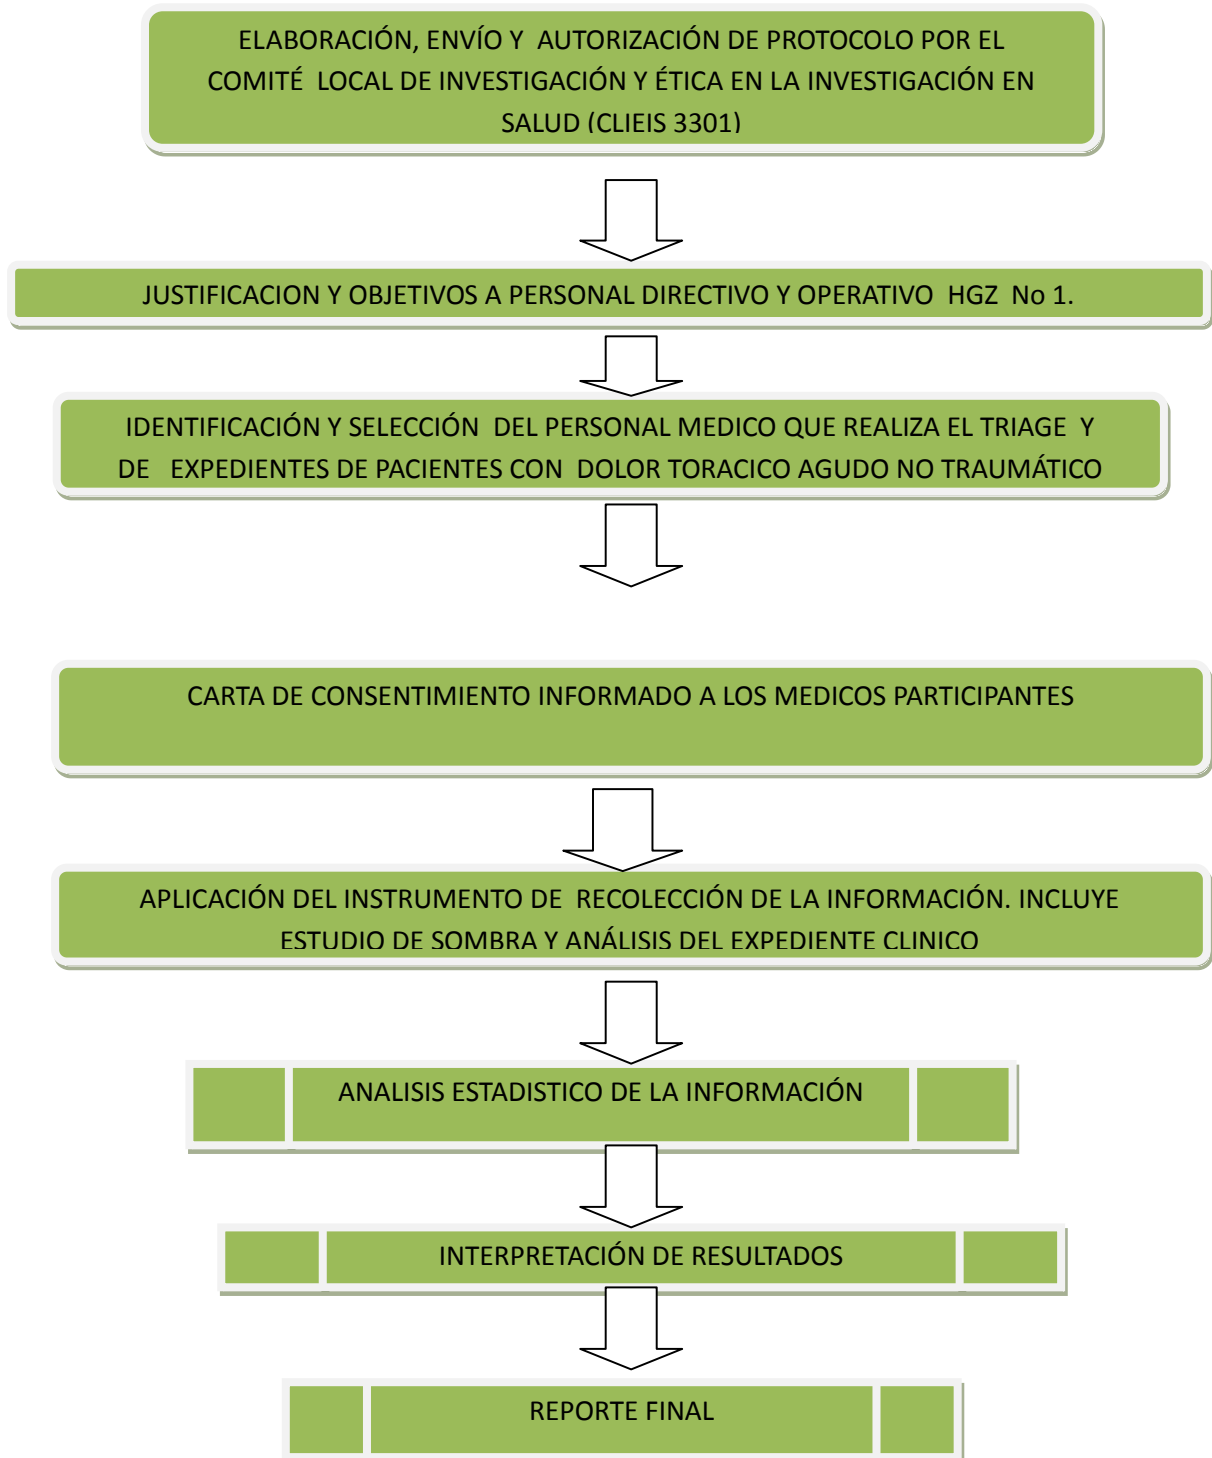 ELABORACIÓN, ENVÍO Y AUTORIZACIÓN DE PROTOCOLO POR EL
COMITÉ LOCAL DE INVESTIGACIÓN Y ÉTICA EN LA INVESTIGACIÓN EN
SALUD (CLIEIS 3301)
JUSTIFICACION Y OBJETIVOS A PERSONAL DIRECTIVO Y OPERATIVO HGZ No 1.
IDENTIFICACIÓN Y SELECCIÓN DEL PERSONAL MEDICO QUE REALIZA EL TRIAGE Y
DE EXPEDIENTES DE PACIENTES CON DOLOR TORACICO AGUDO NO TRAUMÁTICO
CARTA DE CONSENTIMIENTO INFORMADO A LOS MEDICOS PARTICIPANTES
APLICACIÓN DEL INSTRUMENTO DE RECOLECCIÓN DE LA INFORMACIÓN. INCLUYE
ESTUDIO DE SOMBRA Y ANÁLISIS DEL EXPEDIENTE CLINICO
ANALISIS ESTADISTICO DE LA INFORMACIÓN
INTERPRETACIÓN DE RESULTADOS
REPORTE FINAL